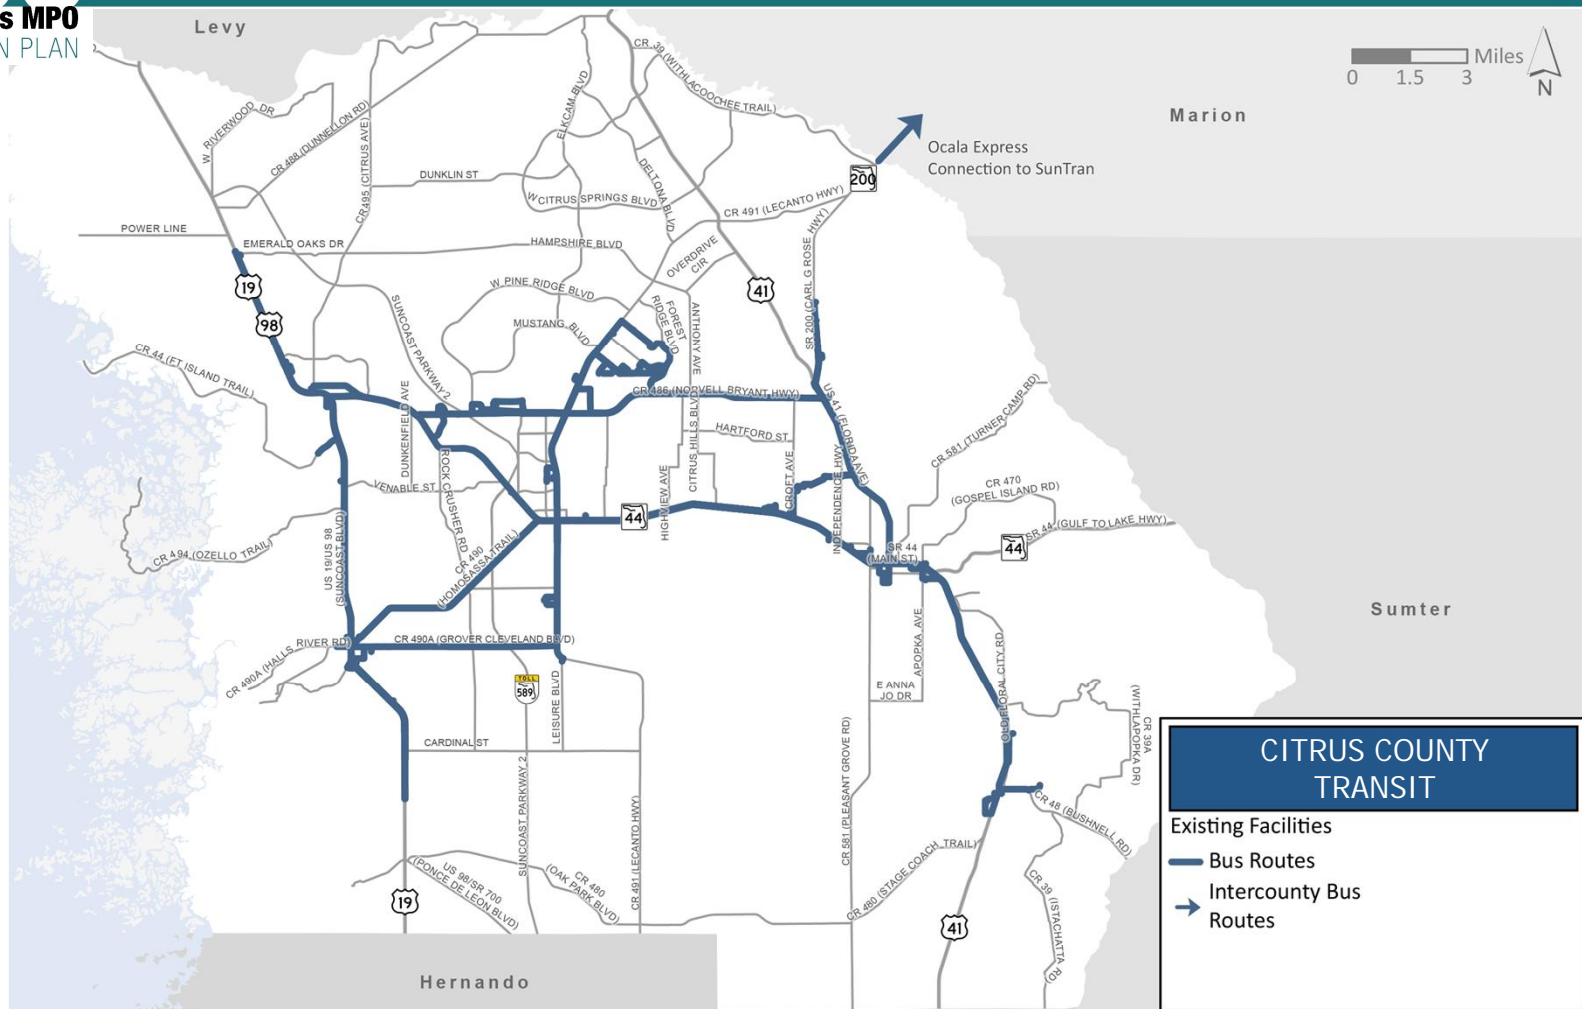 s MPO
N PLAN
Levy
Marion
Sumter
Hernando
Miles
0 1.5 3
N
Ocala Express
Connection to SunTran
200
CR 39 (WITHLACOOCHEE TRAIL)
W RIVERWOOD DR
CR 488 (DUNNELLON RD)
CR 495 (CITRUS AVE)
ELKCAM BLVD
DUNKLIN ST
DELTONA BLVD
W CITRUS SPRINGS BLVD
CR 491 (LECANTO HWY)
POWER LINE
EMERALD OAKS DR
HAMPSHIRE BLVD
OVERDRIVE
CIR
SR 200 (CARL G ROSE HWY)
19
98
41
W PINE RIDGE BLVD
SUNCOAST PARKWAY 2
MUSTANG BLVD
FOREST
RIDGE BLVD
ANTHONY AVE
CR 44 (FT ISLAND TRAIL)
DUNKENFIELD AVE
CR 486 (NORVELL BRYANT HWY)
US 41 (FLORIDA AVE)
CR 581 (TURNER CAMP RD)
HARTFORD ST
CITRUS HILLS BLVD
CROFT AVE
INDEPENDENCE HWY
HIGHVIEW AVE
ROCK CRUSHER RD
VENABLE ST
CR 470
(GOSPEL ISLAND RD)
44
SR 44 (GULF TO LAKE HWY)
44
SR 44
(MAIN ST)
CR 494 (OZELLO TRAIL)
US 19/US 98
(SUNCOAST BLVD)
CR 490
(HOMOSASSA TRAIL)
CR 490A (HALLS RIVER RD)
CR 490A (GROVER CLEVELAND BLVD)
TOLL
589
LEISURE BLVD
APOPKA AVE
E ANNA
JO DR
OLD FLORAL CITY RD
CR 39A
(WITHLAPOPKA DR)
CARDINAL ST
SUNCOAST PARKWAY 2
CR 491 (LECANTO HWY)
CR 581 (PLEASANT GROVE RD)
CR 48 (BUSHNELL RD)
CR 480 (STAGE COACH TRAIL)
CR 39 (ISTACHATTA RD)
US 98/SR 700
(PONCE DE LEON BLVD)
CR 480
(OAK PARK BLVD)
19
41
CITRUS COUNTY
TRANSIT
Existing Facilities
Bus Routes
Intercounty Bus
Routes